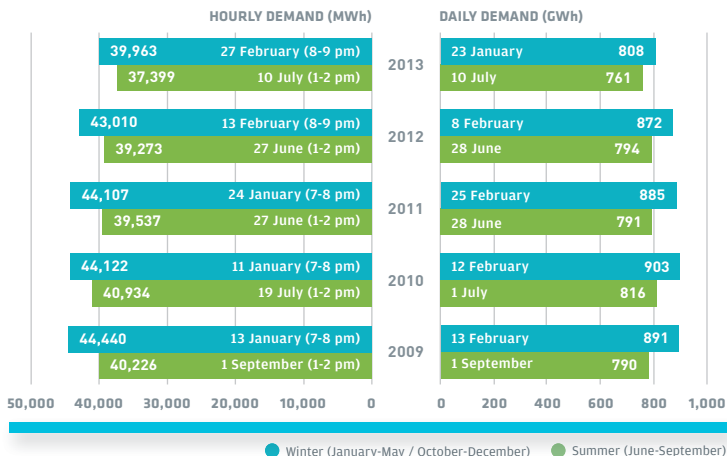 HOURLY DEMAND (MWh) DAILY DEMAND (GWh)
39,963 27 February (8-9 pm) 23 January 808
2013
37,399 10 July (1-2 pm) 10 July 761
43,010 13 February (8-9 pm) 8 February 872
2012
39,273 27 June (1-2 pm) 28 June 794
44,107 24 January (7-8 pm) 25 February 885
2011
39,537 27 June (1-2 pm) 28 June 791
44,122 11 January (7-8 pm) 12 February 903
2010
40,934 19 July (1-2 pm) 1 July 816
44,440 13 January (7-8 pm) 13 February 891
2009
40,226 1 September (1-2 pm) 1 September 790
50,000 40,000 30,000 20,000 10,000 0 0 200 400 600 800 1,000
Winter (January-May / October-December) Summer (June-September)